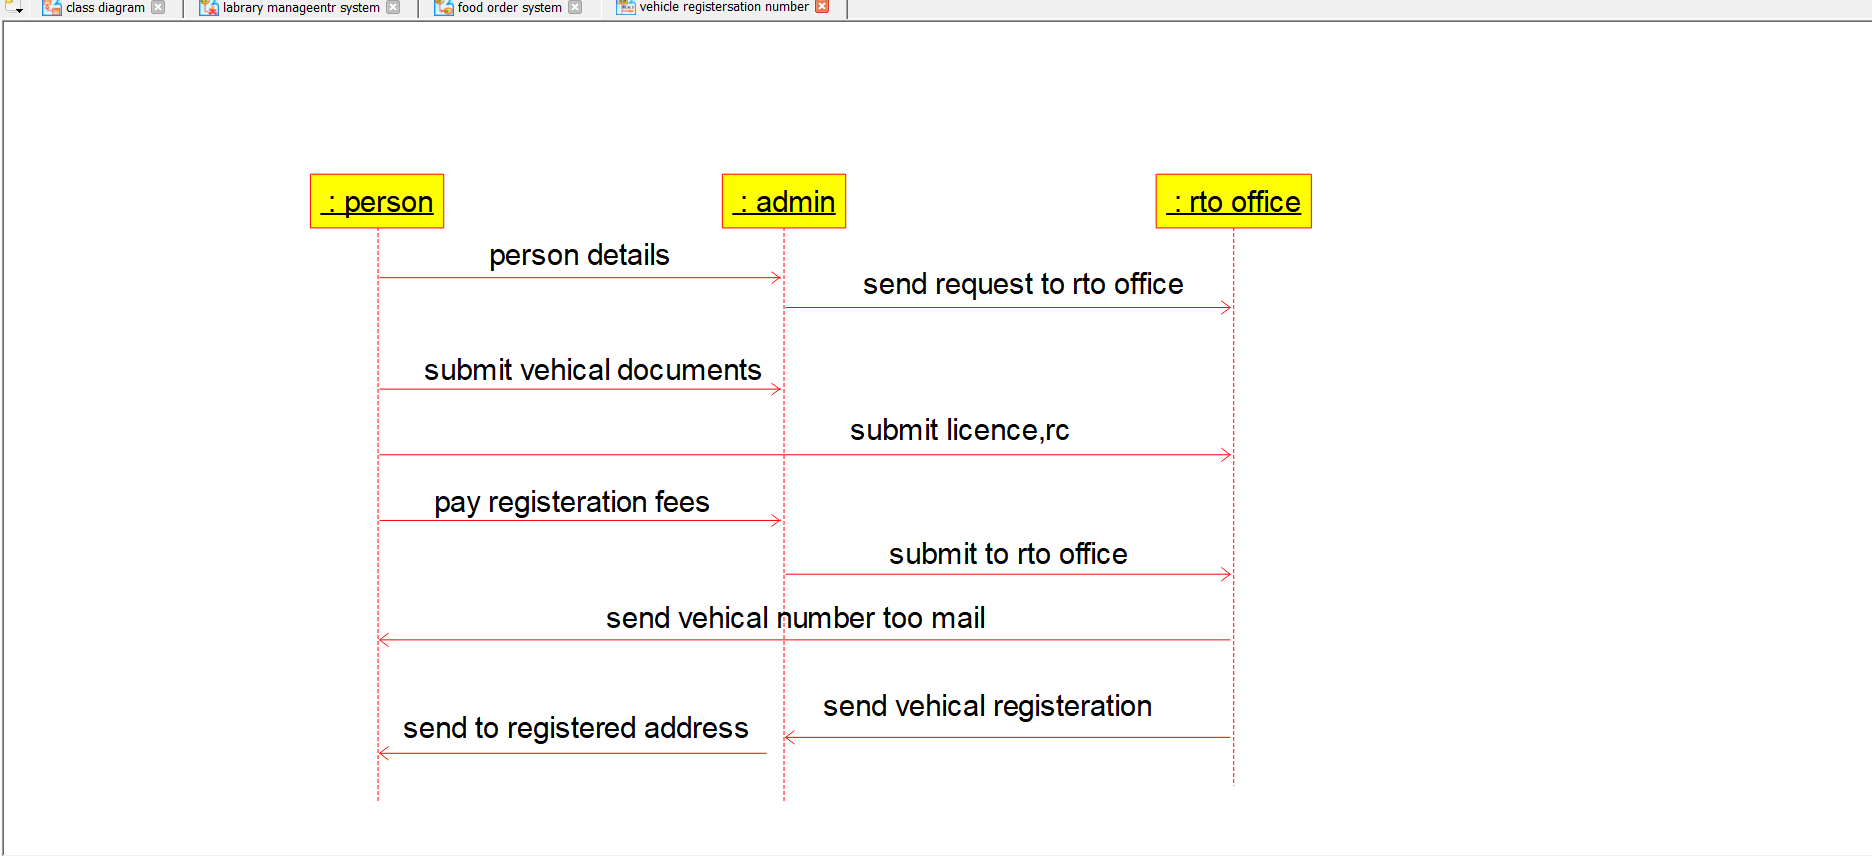 class diagram
labrary manageentr system
food order system
vehicle registersation number
: person
: admin
: rto office
person details
send request to rto office
submit vehical documents
submit licence,rc
pay registeration fees
submit to rto office
send vehical number too mail
send vehical registeration
send to registered address